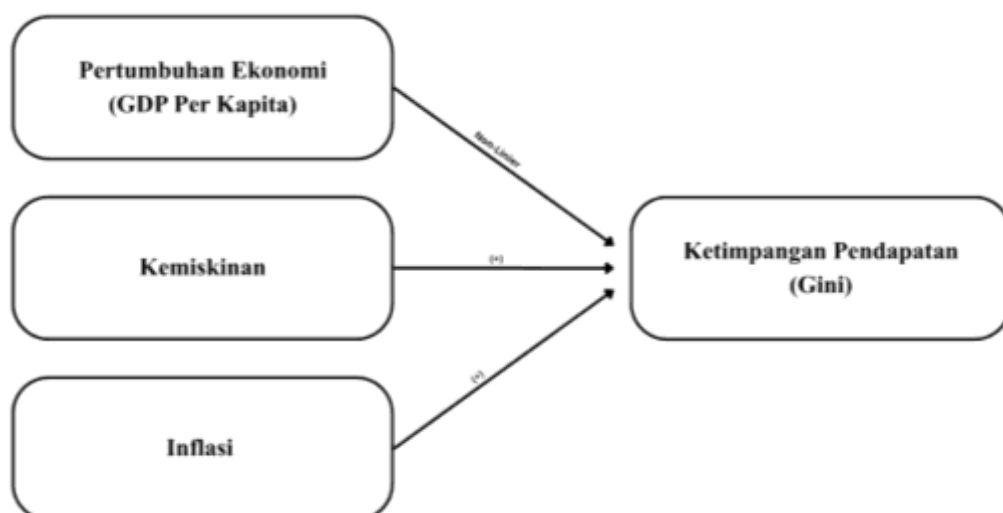 Pertumbuhan Ekonomi
(GDP Per Kapita)
Non-Linier
Kemiskinan
(+)
Ketimpangan Pendapatan
(Gini)
(+)
Inflasi